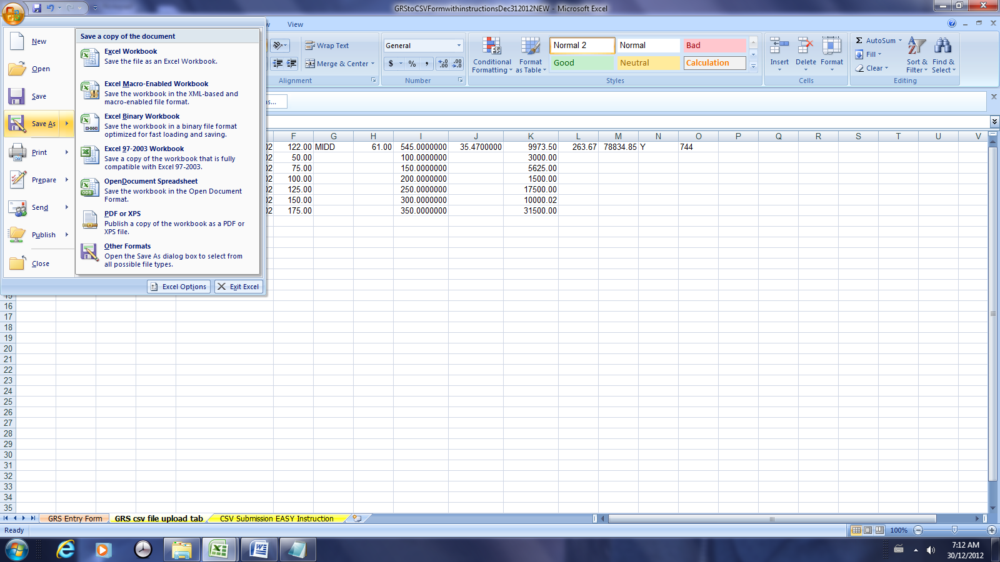 GRStoCSVFormwithinstructionsDec312012NEW - Microsoft Excel
View
New
Open
Save
Save As
Print
Prepare
Send
Publish
Close
Save a copy of the document
Excel Workbook
Save the file as an Excel Workbook.
Excel Macro-Enabled Workbook
Save the workbook in the XML-based and
macro-enabled file format.
Excel Binary Workbook
Save the workbook in a binary file format
optimized for fast loading and saving.
Excel 97-2003 Workbook
Save a copy of the workbook that is fully
compatible with Excel 97-2003.
OpenDocument Spreadsheet
Save the workbook in the Open Document
Format.
PDF or XPS
Publish a copy of the workbook as a PDF or
XPS file.
Other Formats
Open the Save As dialog box to select from
all possible file types.
Excel Options
Exit Excel
Wrap Text
Merge & Center
Alignment
General
$ % ,
Number
Conditional
Formatting
Format
as Table
Normal 2
Normal
Bad
Good
Neutral
Calculation
Styles
Insert
Delete
Format
Cells
Σ AutoSum
Fill
Clear
Sort &
Filter
Find &
Select
Editing
F G H I J K L M N O P Q R S T U V
02 122.00 MIDD 61.00 545.0000000 35.4700000 9973.50 263.67 78834.85 Y 744
02 50.00 100.0000000 3000.00
02 75.00 150.0000000 5625.00
02 100.00 200.0000000 1500.00
02 125.00 250.0000000 17500.00
02 150.00 300.0000000 10000.02
02 175.00 350.0000000 31500.00
15
16
17
18
19
20
21
22
23
24
25
26
27
28
29
30
31
32
33
34
35
GRS Entry Form
GRS csv file upload tab
CSV Submission EASY Instruction
Ready
100%
7:12 AM
30/12/2012